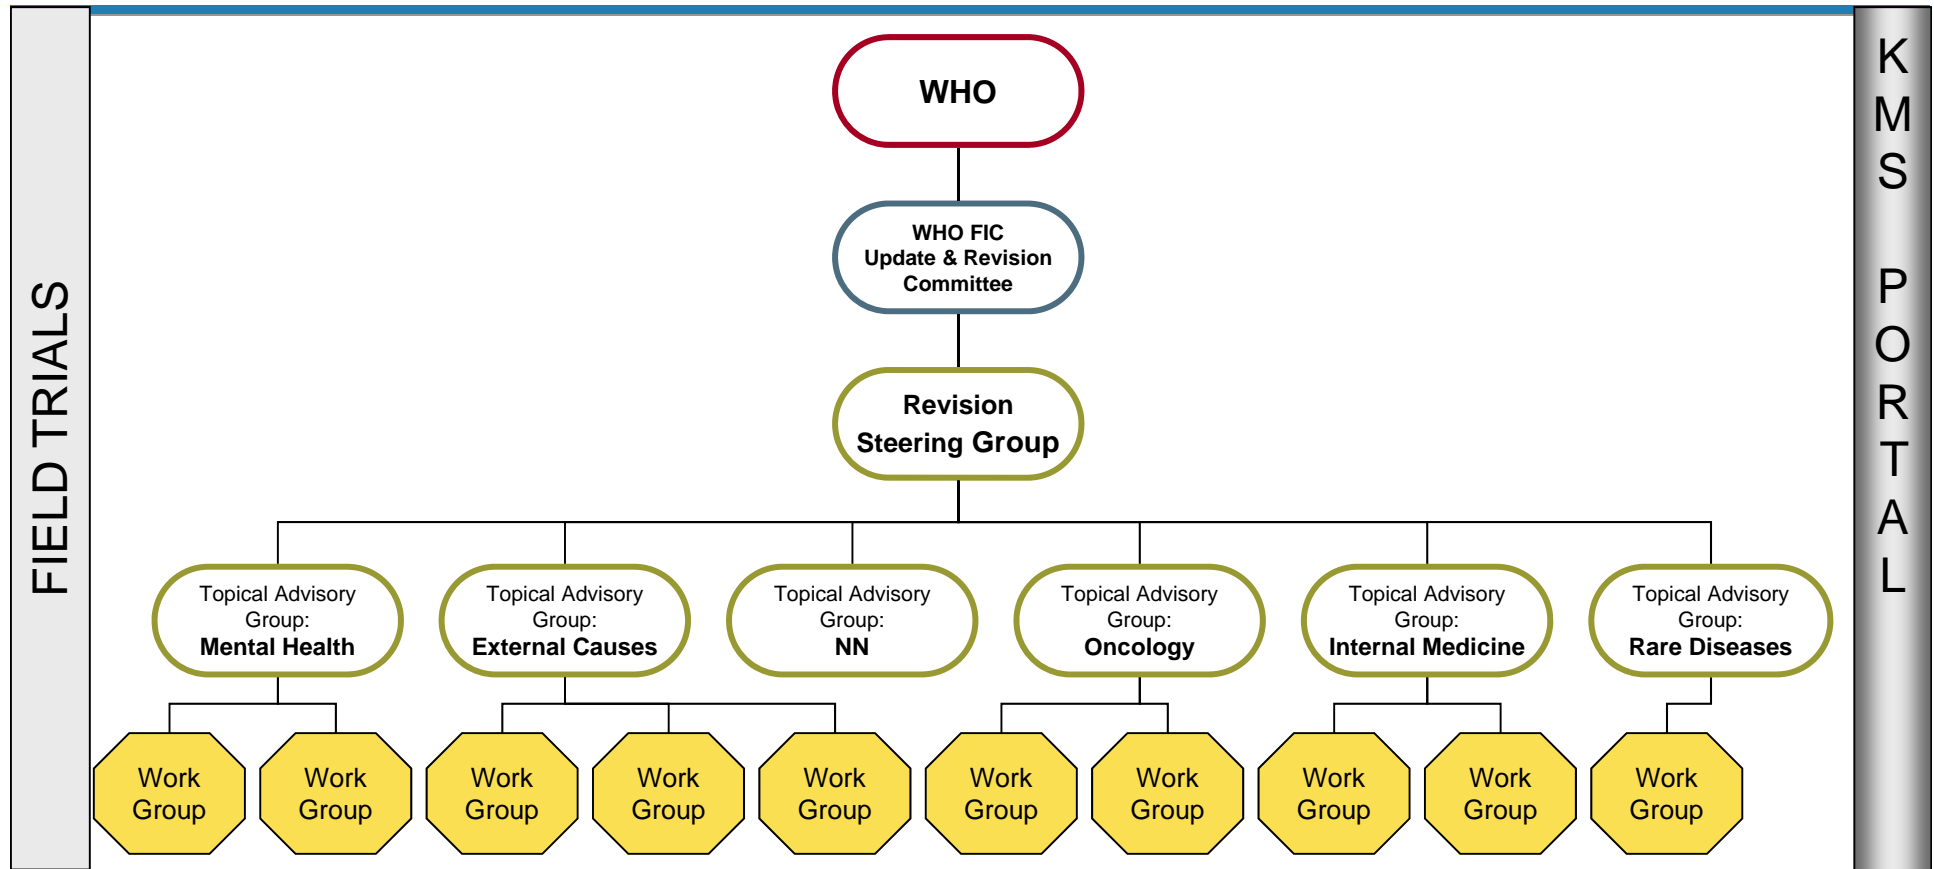 FIELD TRIALS
WHO
WHO FIC
Update & Revision
Committee
Revision
Steering Group
Topical Advisory
Group:
Mental Health
Topical Advisory
Group:
External Causes
Topical Advisory
Group:
NN
Topical Advisory
Group:
Oncology
Topical Advisory
Group:
Internal Medicine
Topical Advisory
Group:
Rare Diseases
Work
Group
Work
Group
Work
Group
Work
Group
Work
Group
Work
Group
Work
Group
Work
Group
Work
Group
Work
Group
KMS PORTAL